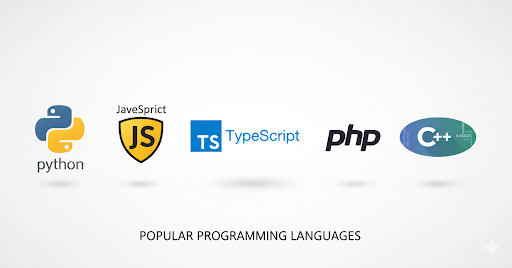 python
JaveSprict
JS
TS TypeScript
php
C++
POPULAR PROGRAMMING LANGUAGES